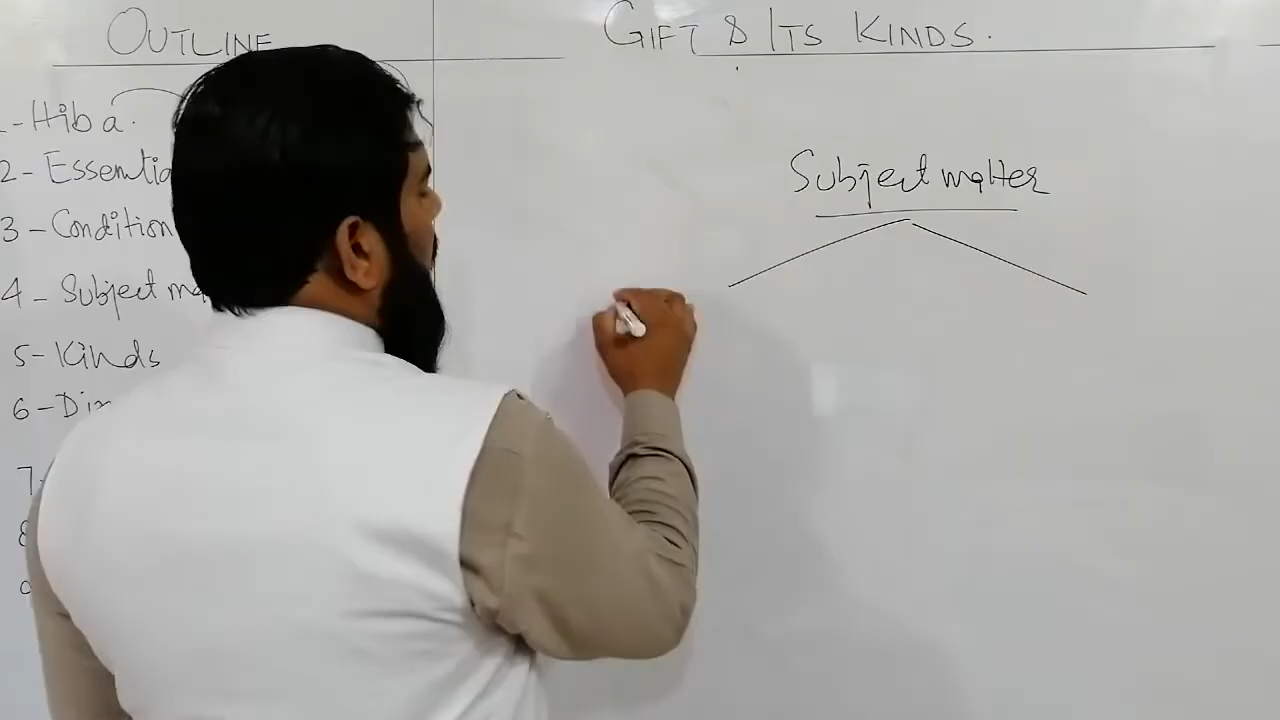 OUTLINE
GIFT & ITS KINDS.
1-Hiba.
2-Essentia
3-Condition
4-Subject ma
5-Kinds
6-Di
7-
8
9
Subject matter